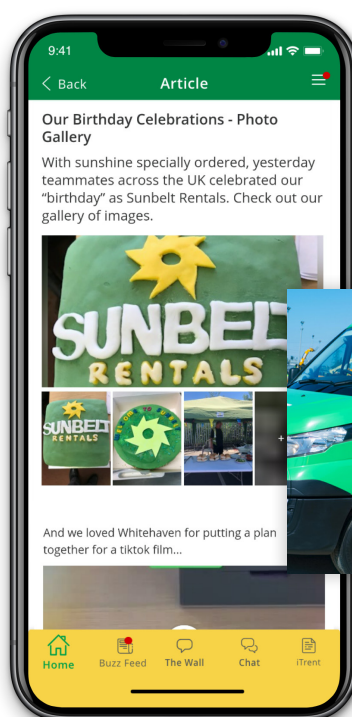 9:41
Back
Article
Our Birthday Celebrations - Photo
Gallery
With sunshine specially ordered, yesterday
teammates across the UK celebrated our
“birthday” as Sunbelt Rentals. Check out our
gallery of images.
SUNBELT
RENTALS
SUNBELT
RENTALS
+
And we loved Whitehaven for putting a plan
together for a tiktok film...
Home
Buzz Feed
The Wall
Chat
iTrent